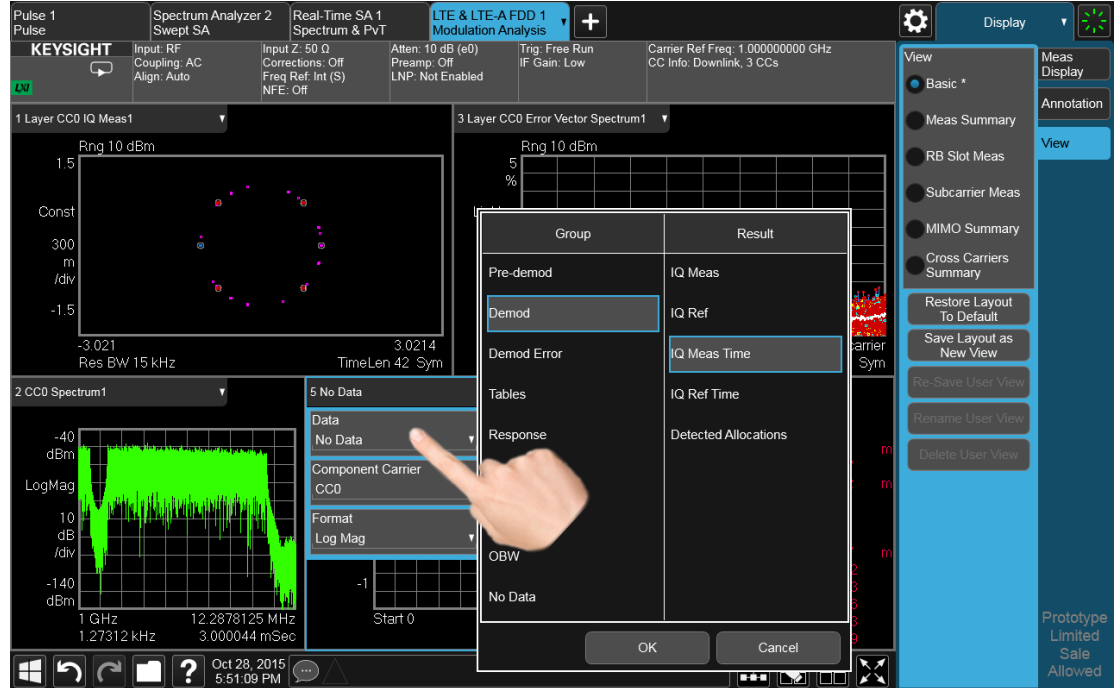 Pulse 1
Pulse
Spectrum Analyzer 2
Swept SA
Real-Time SA 1
Spectrum & PvT
LTE & LTE-A FDD 1
Modulation Analysis
Display
KEYSIGHT
LXI
Input: RF
Coupling: AC
Align: Auto
Input Z: 50 Ω
Corrections: Off
Freq Ref: Int (S)
NFE: Off
Atten: 10 dB (e0)
Preamp: Off
LNP: Not Enabled
Trig: Free Run
IF Gain: Low
Carrier Ref Freq: 1.000000000 GHz
CC Info: Downlink, 3 CCs
1 Layer CC0 IQ Meas1
Rng 10 dBm
1.5
Const
300
m
/div
-1.5
-3.021
3.0214
Res BW 15 kHz
TimeLen 42 Sym
3 Layer CC0 Error Vector Spectrum1
Rng 10 dBm
5
%
carrier
Sym
2 CC0 Spectrum1
-40
dBm
LogMag
10
dB
/div
-140
dBm
1 GHz
12.2878125 MHz
1.27312 kHz
3.000044 mSec
5 No Data
Data
No Data
Component Carrier
CC0
Format
Log Mag
-1
Start 0
Group
Result
Pre-demod
Demod
Demod Error
Tables
Response
OBW
No Data
IQ Meas
IQ Ref
IQ Meas Time
IQ Ref Time
Detected Allocations
OK
Cancel
m
m
m
2
3
6
3
9
View
Basic *
Meas Summary
RB Slot Meas
Subcarrier Meas
MIMO Summary
Cross Carriers
Summary
Restore Layout
To Default
Save Layout as
New View
Re-Save User View
Rename User View
Delete User View
Meas
Display
Annotation
View
Prototype
Limited
Sale
Allowed
?
Oct 28, 2015
5:51:09 PM